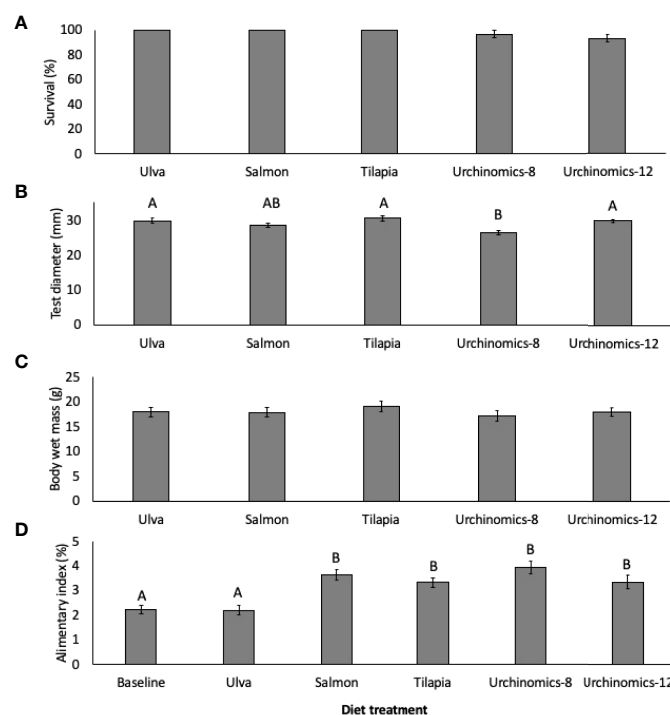 A
Survival (%)
100
80
60
40
20
0
Ulva
Salmon
Tilapia
Urchinomics-8
Urchinomics-12
B
Test diameter (mm)
30
20
10
0
A
AB
A
B
A
Ulva
Salmon
Tilapia
Urchinomics-8
Urchinomics-12
C
Body wet mass (g)
25
20
15
10
5
0
Ulva
Salmon
Tilapia
Urchinomics-8
Urchinomics-12
D
Alimentary index (%)
5
4
3
2
1
0
A
A
B
B
B
B
Baseline
Ulva
Salmon
Tilapia
Urchinomics-8
Urchinomics-12
Diet treatment